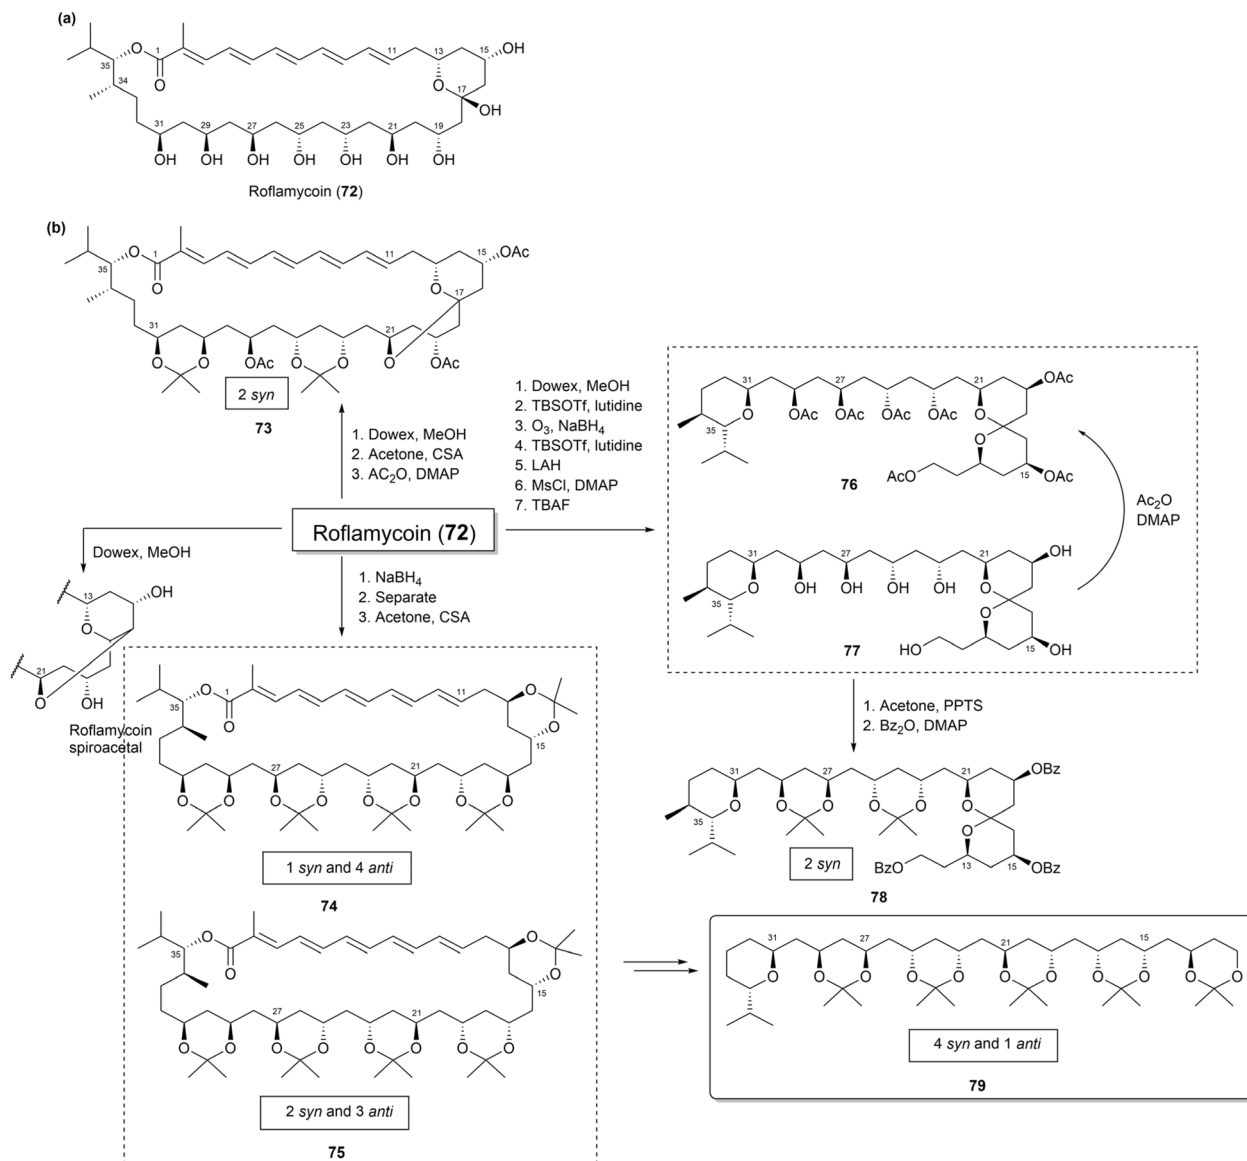 (a)
O
1
11
13
15
OH
35
O
O
17
34
OH
31
29
27
25
23
21
19
OH
OH
OH
OH
OH
OH
OH
Roflamycoin (72)
(b)
O
1
11
15
OAc
35
O
O
17
31
21
O
O
OAc
O
O
O
OAc
2 syn
73
1. Dowex, MeOH
2. Acetone, CSA
3. AC2O, DMAP
1. Dowex, MeOH
2. TBSOTf, lutidine
3. O3, NaBH4
4. TBSOTf, lutidine
5. LAH
6. MsCl, DMAP
7. TBAF
31
27
21
OAc
O
OAc
OAc
OAc
OAc
O
35
O
AcO
15
OAc
76
Ac2O
DMAP
Roflamycoin (72)
Dowex, MeOH
13
OH
O
21
O
OH
Roflamycoin
spiroacetal
1. NaBH4
2. Separate
3. Acetone, CSA
31
27
21
OH
O
OH
OH
OH
OH
O
35
O
HO
15
OH
77
1. Acetone, PPTS
2. Bz2O, DMAP
O
1
11
O
35
O
O
15
27
21
O
O
O
O
O
O
O
O
1 syn and 4 anti
74
31
27
21
OBz
O
O
O
O
O
O
35
O
2 syn
BzO
13
15
OBz
78
O
O
35
O
O
15
27
21
O
O
O
O
O
O
O
O
2 syn and 3 anti
75
31
27
21
15
O
O
O
O
O
O
O
O
O
O
O
4 syn and 1 anti
79